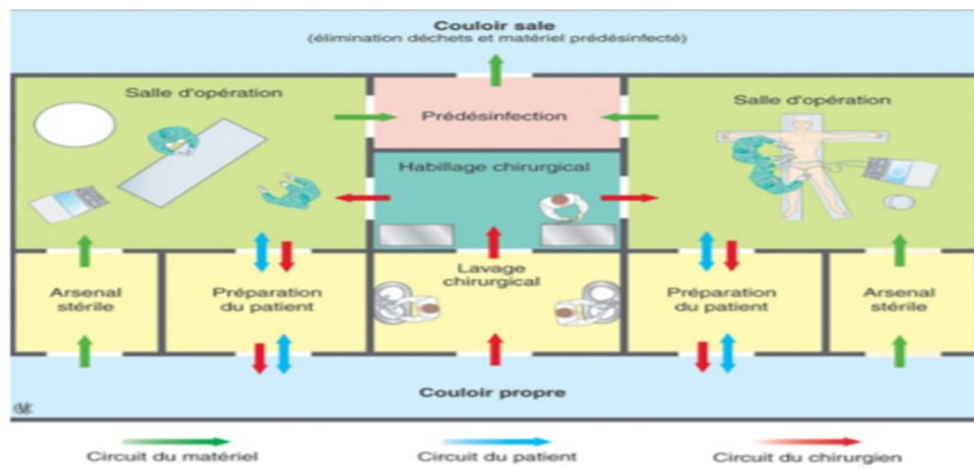 Couloir sale
(élimination déchets et matériel prédésinfecté)
Salle d'opération
Prédésinfection
Salle d'opération
Habillage chirurgical
Arsenal
stérile
Préparation
du patient
Lavage
chirurgical
Préparation
du patient
Arsenal
stérile
Couloir propre
EMC
Circuit du matériel
Circuit du patient
Circuit du chirurgien